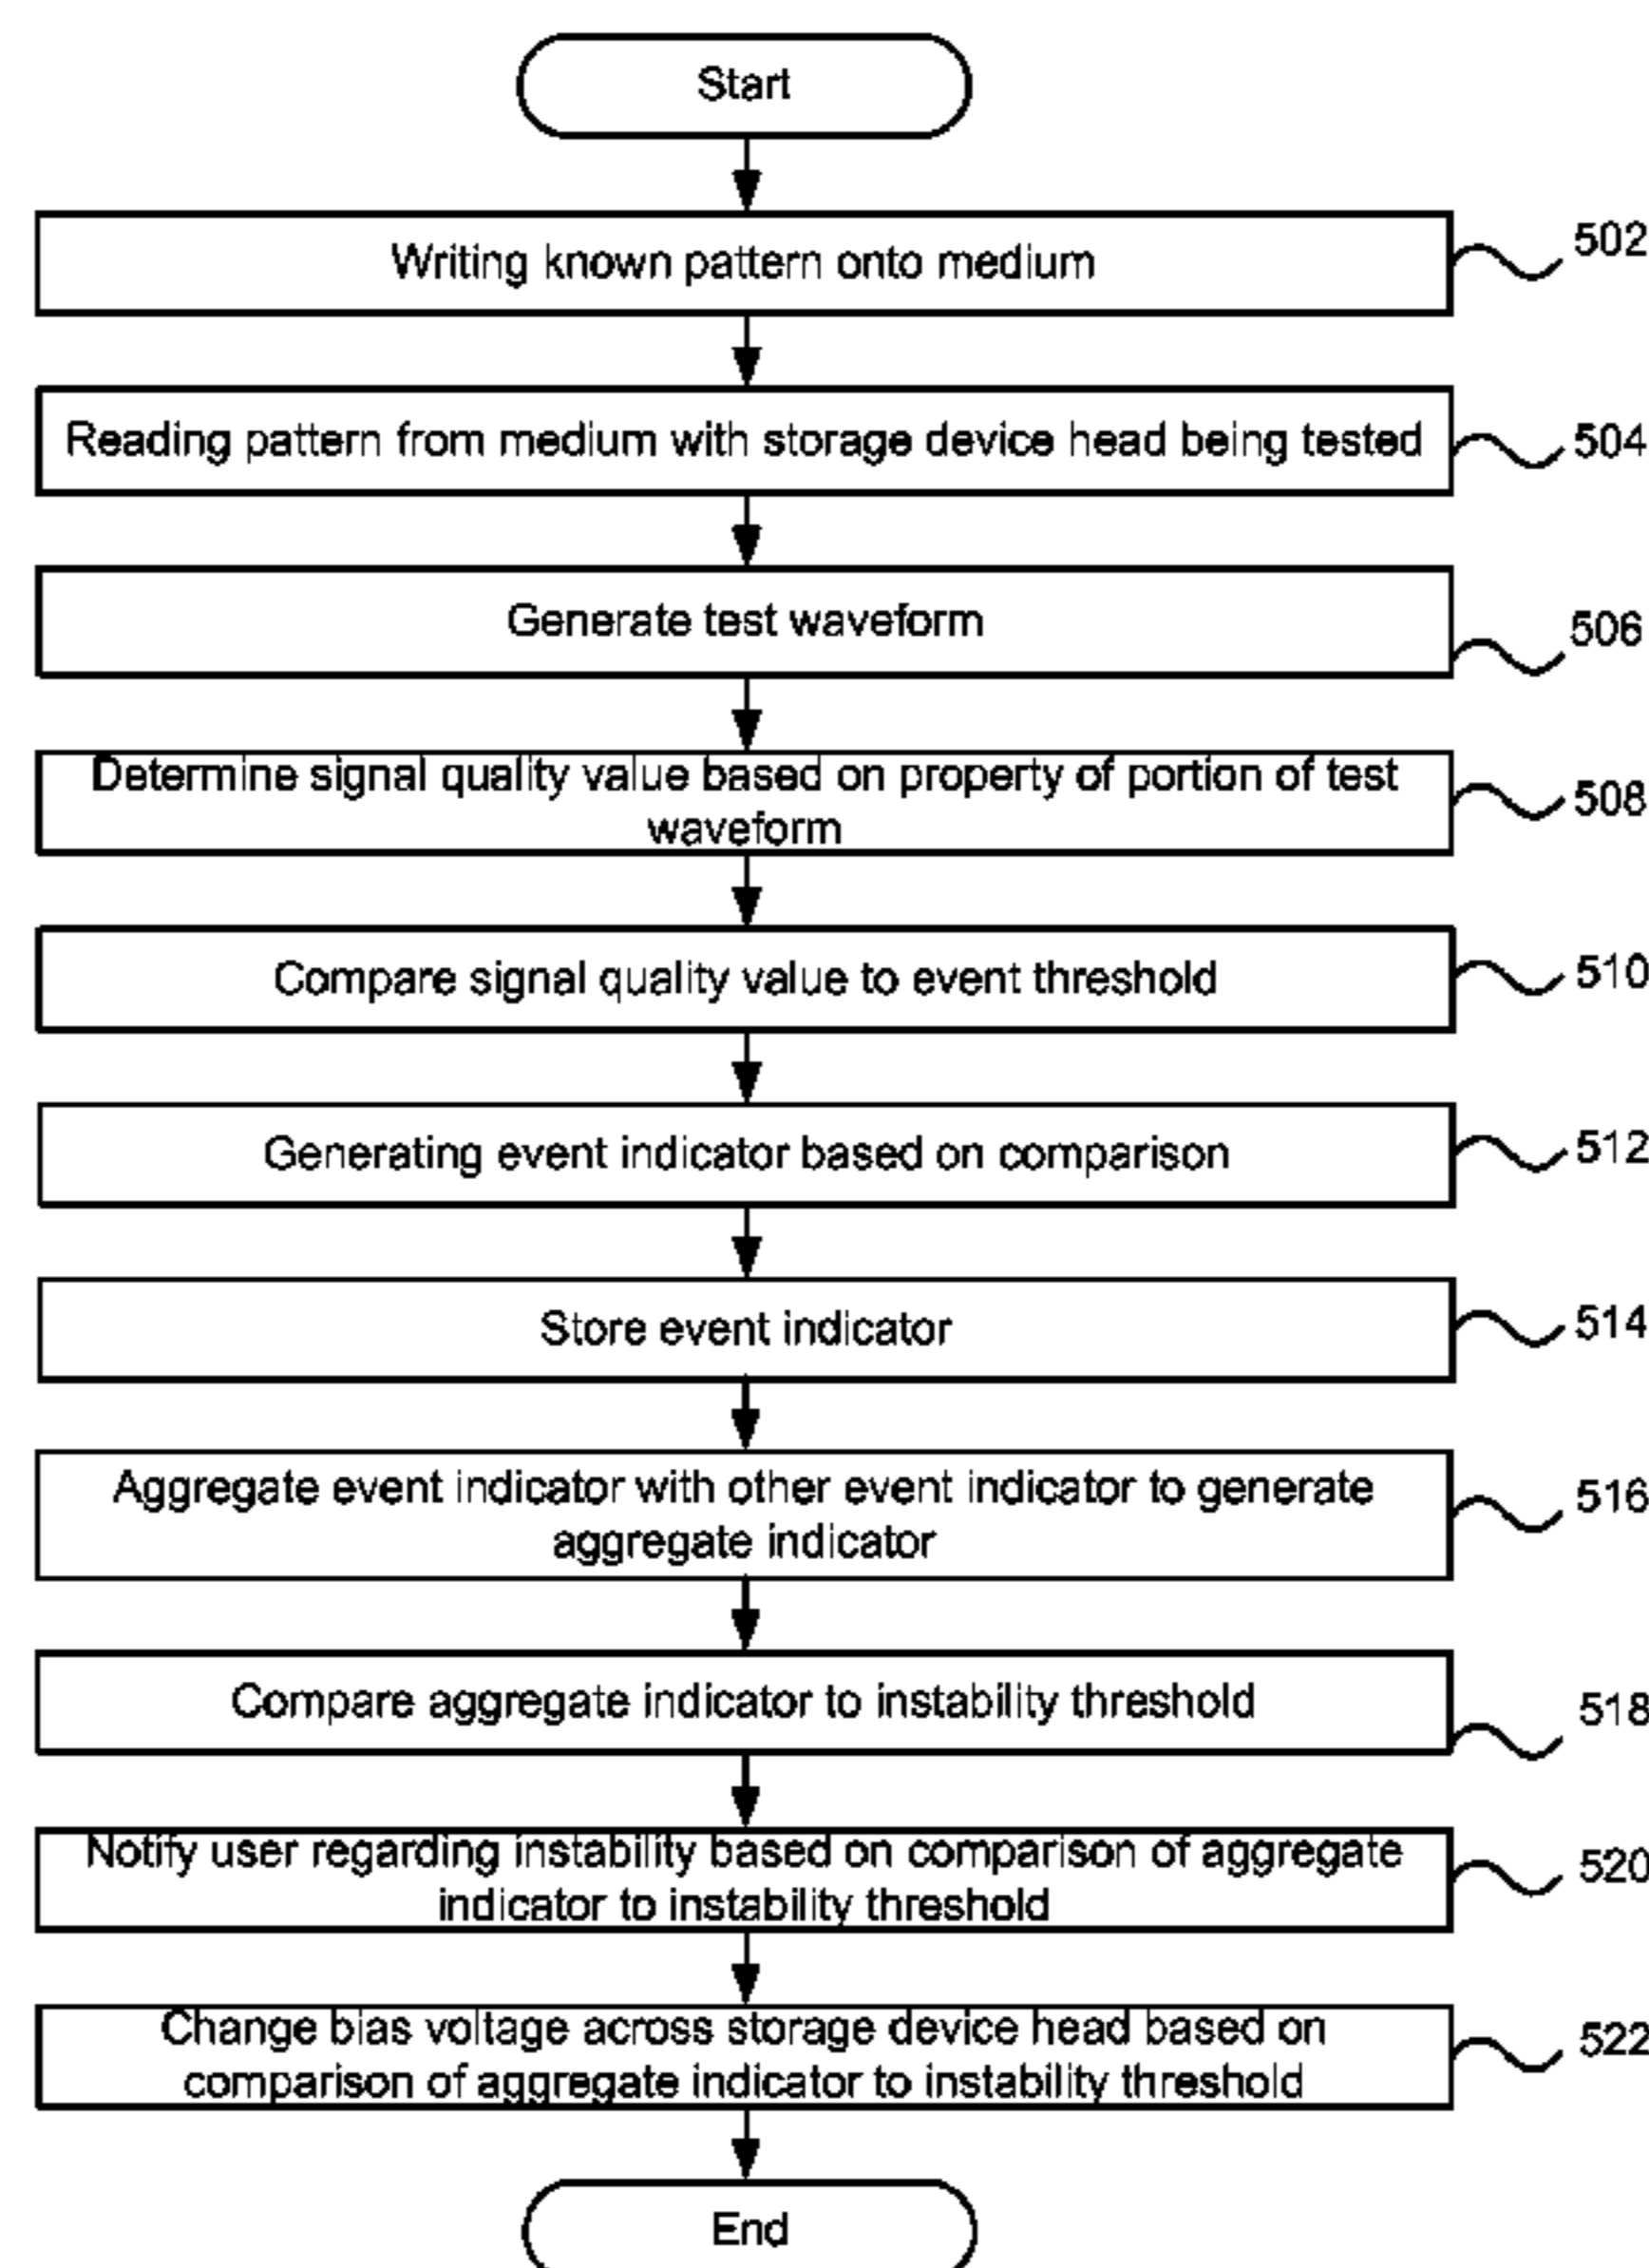 Start
Writing known pattern onto medium
502
Reading pattern from medium with storage device head being tested
504
Generate test waveform
506
Determine signal quality value based on property of portion of test
waveform
508
Compare signal quality value to event threshold
510
Generating event indicator based on comparison
512
Store event indicator
514
Aggregate event indicator with other event indicator to generate
aggregate indicator
516
Compare aggregate indicator to instability threshold
518
Notify user regarding instability based on comparison of aggregate
indicator to instability threshold
520
Change bias voltage across storage device head based on
comparison of aggregate indicator to instability threshold
522
End